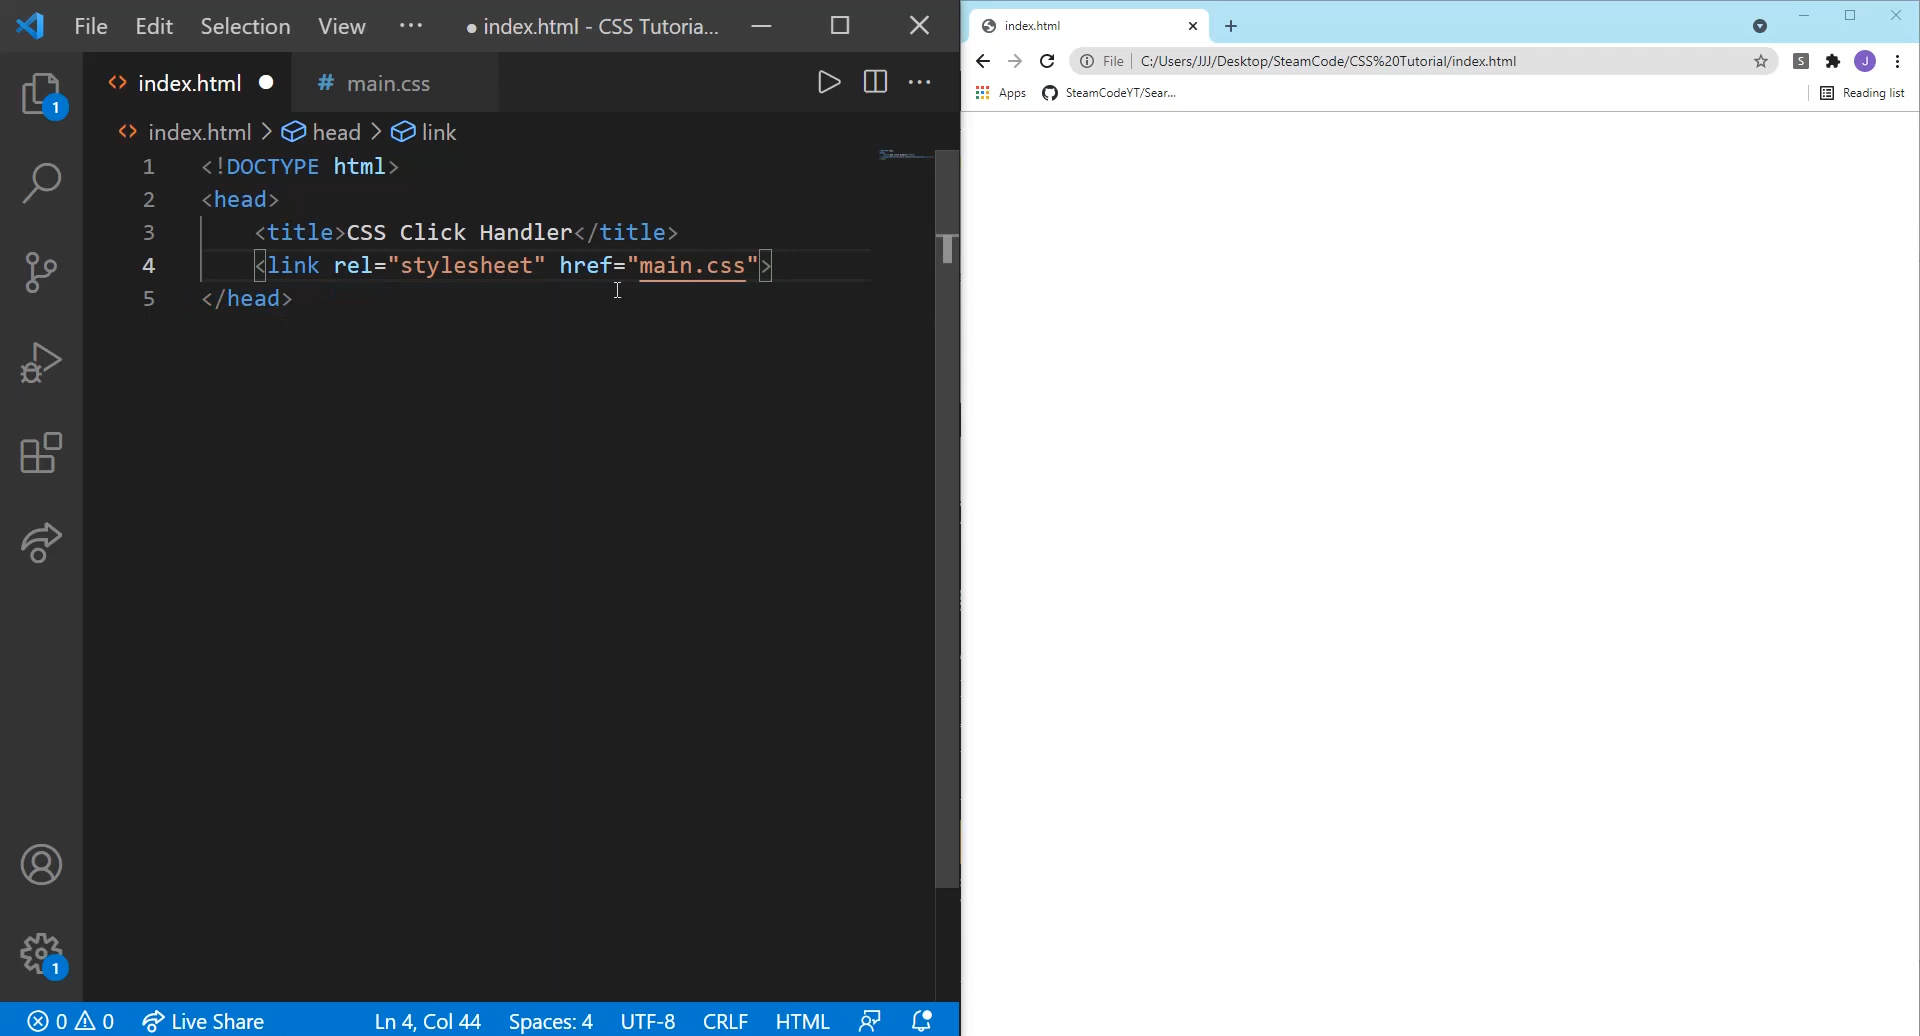 File Edit Selection View ··· ● index.html - CSS Tutoria...
index.html ● # main.css
index.html > head > link
1 <!DOCTYPE html>
2 <head>
3 <title>CSS Click Handler</title>
4 <link rel="stylesheet" href="main.css">
5 </head>
1
1
0 0 Live Share Ln 4, Col 44 Spaces: 4 UTF-8 CRLF HTML
index.html
File C:/Users/JJJ/Desktop/SteamCode/CSS%20Tutorial/index.html S J
Apps SteamCodeYT/Sear... Reading list